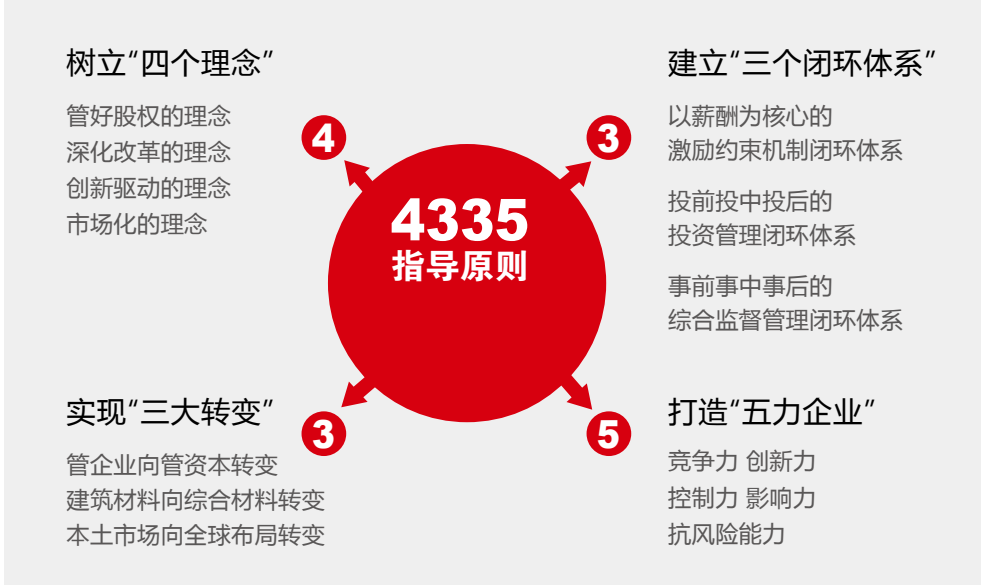 树立“四个理念”
管好股权的理念
深化改革的理念
创新驱动的理念
市场化的理念
4
建立“三个闭环体系”
以薪酬为核心的
激励约束机制闭环体系
投前投中投后的
投资管理闭环体系
事前事中事后的
综合监督管理闭环体系
3
4335
指导原则
实现“三大转变”
管企业向管资本转变
建筑材料向综合材料转变
本土市场向全球布局转变
3
打造“五力企业”
竞争力 创新力
控制力 影响力
抗风险能力
5